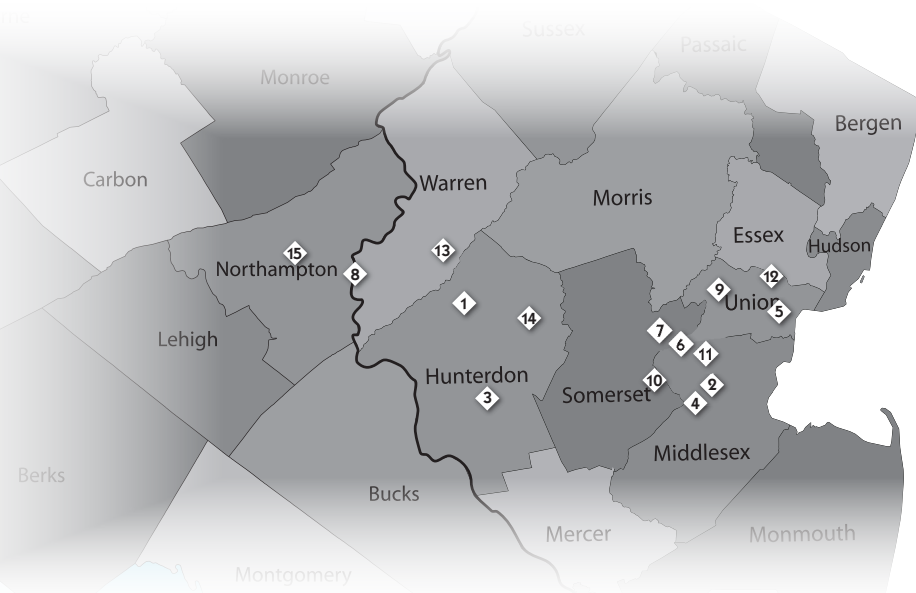 Sussex
Passaic
Monroe
Bergen
Carbon
Warren
Morris
Essex
Hudson
15
13
Northampton
8
12
9
Union
1
5
14
7
Lehigh
6
11
Hunterdon
10
2
Somerset
3
4
Middlesex
Berks
Bucks
Mercer
Monmouth
Montgomery